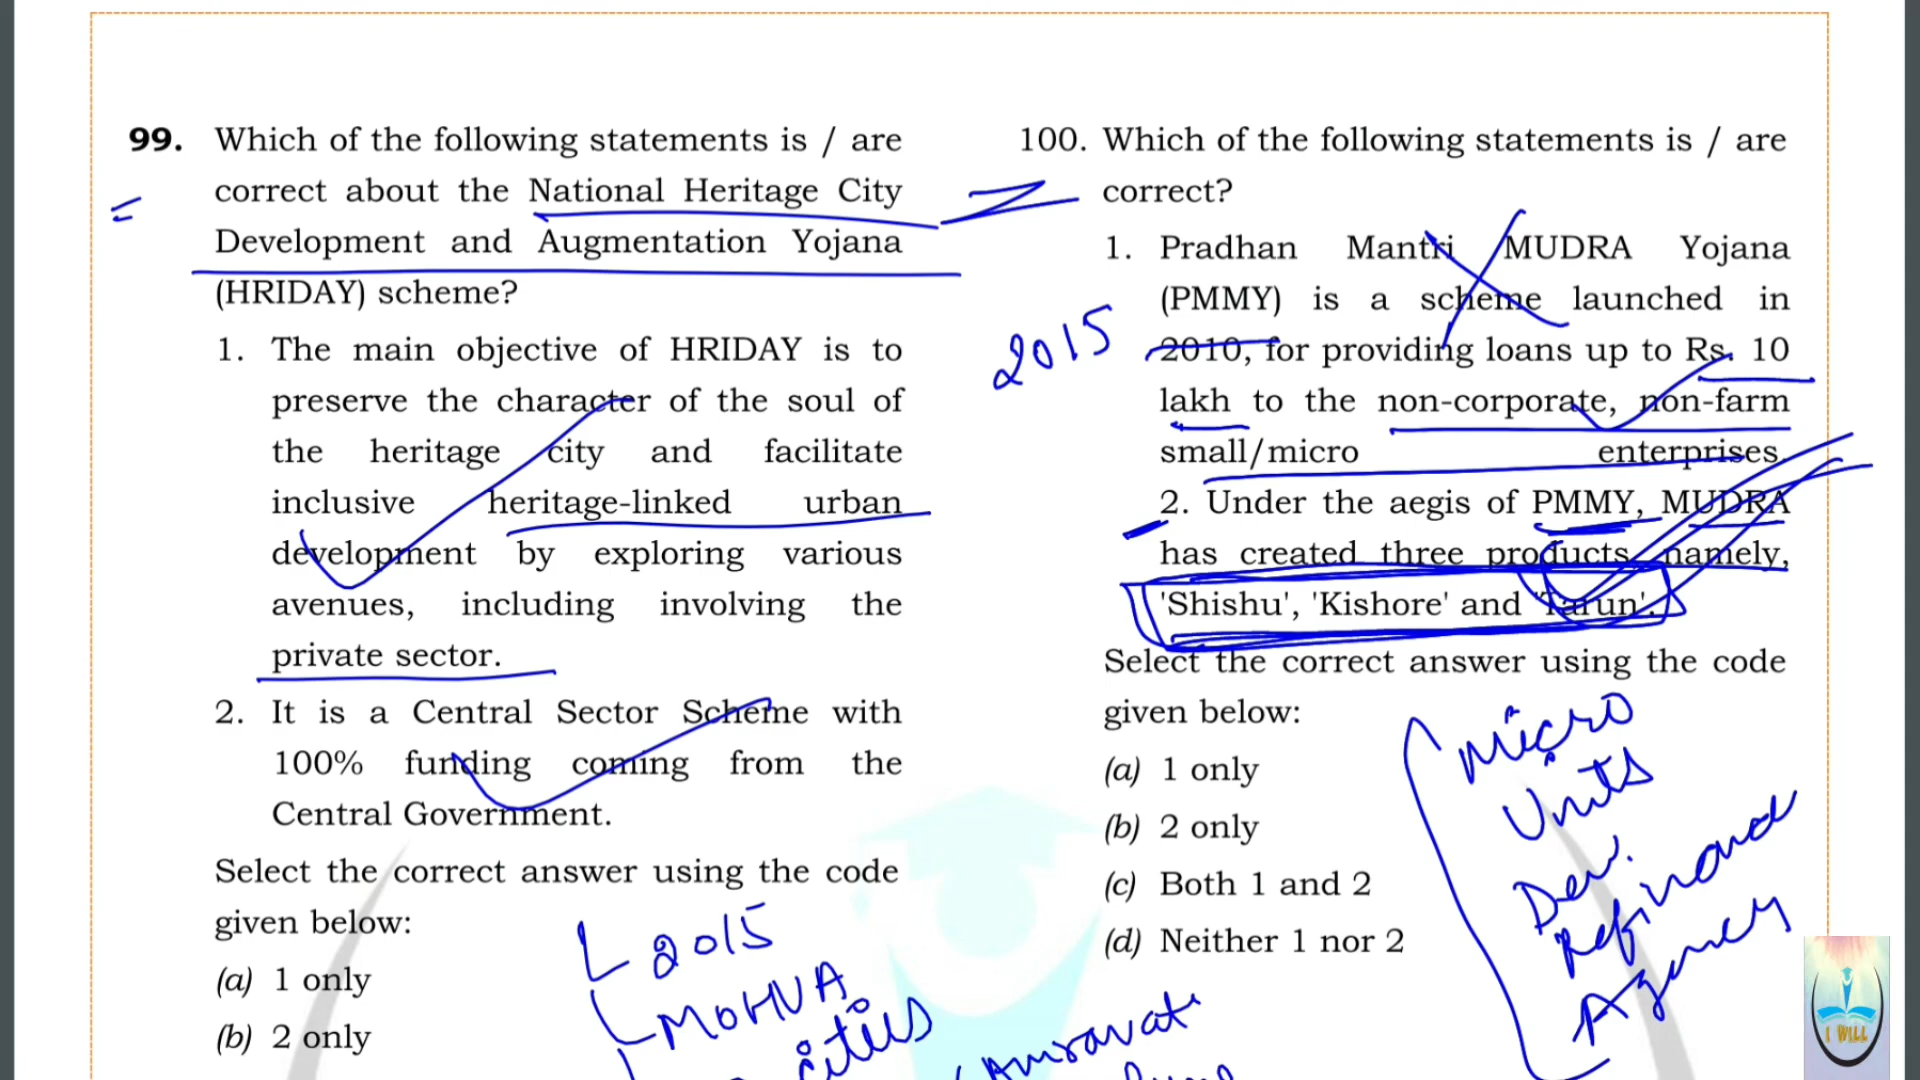 99. Which of the following statements is / are
correct about the National Heritage City
Development and Augmentation Yojana
(HRIDAY) scheme?
1. The main objective of HRIDAY is to
preserve the character of the soul of
the heritage city and facilitate
inclusive heritage-linked urban
development by exploring various
avenues, including involving the
private sector.
2. It is a Central Sector Scheme with
100% funding coming from the
Central Government.
Select the correct answer using the code
given below:
(a) 1 only
(b) 2 only
2015
MOHUA
cities
100. Which of the following statements is / are
correct?
1. Pradhan Mantri MUDRA Yojana
(PMMY) is a scheme launched in
2010, for providing loans up to Rs. 10
lakh to the non-corporate, non-farm
small/micro enterprises.
2. Under the aegis of PMMY, MUDRA
has created three products, namely,
'Shishu', 'Kishore' and 'Tarun'.
Select the correct answer using the code
given below:
(a) 1 only
(b) 2 only
(c) Both 1 and 2
(d) Neither 1 nor 2
2015
Micro
Units
Dev.
Agency
I WILL